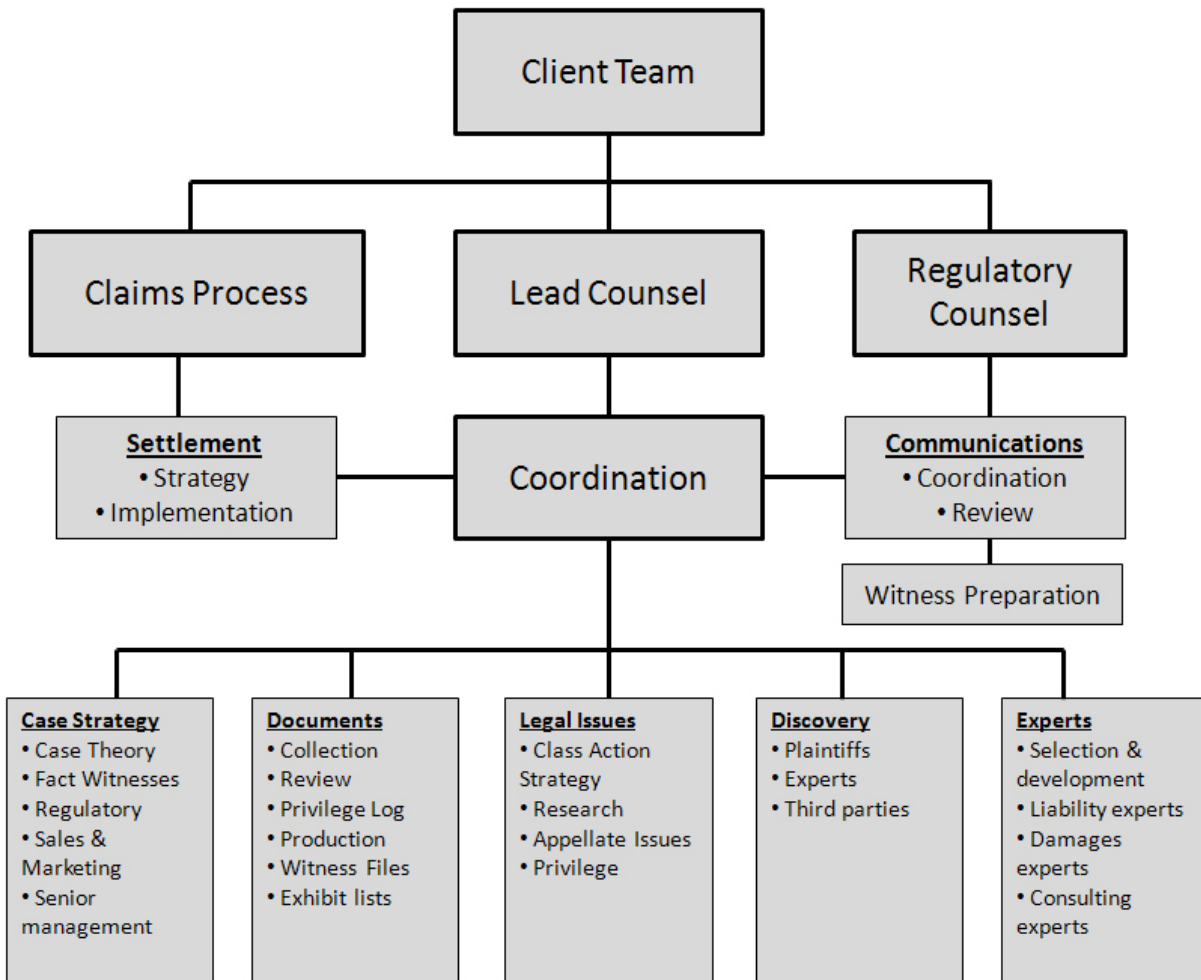 Client Team
Claims Process
Lead Counsel
Regulatory
Counsel
Settlement
• Strategy
• Implementation
Coordination
Communications
• Coordination
• Review
Witness Preparation
Case Strategy
• Case Theory
• Fact Witnesses
• Regulatory
• Sales &
Marketing
• Senior
management
Documents
• Collection
• Review
• Privilege Log
• Production
• Witness Files
• Exhibit lists
Legal Issues
• Class Action
Strategy
• Research
• Appellate Issues
• Privilege
Discovery
• Plaintiffs
• Experts
• Third parties
Experts
• Selection &
development
• Liability experts
• Damages
experts
• Consulting
experts